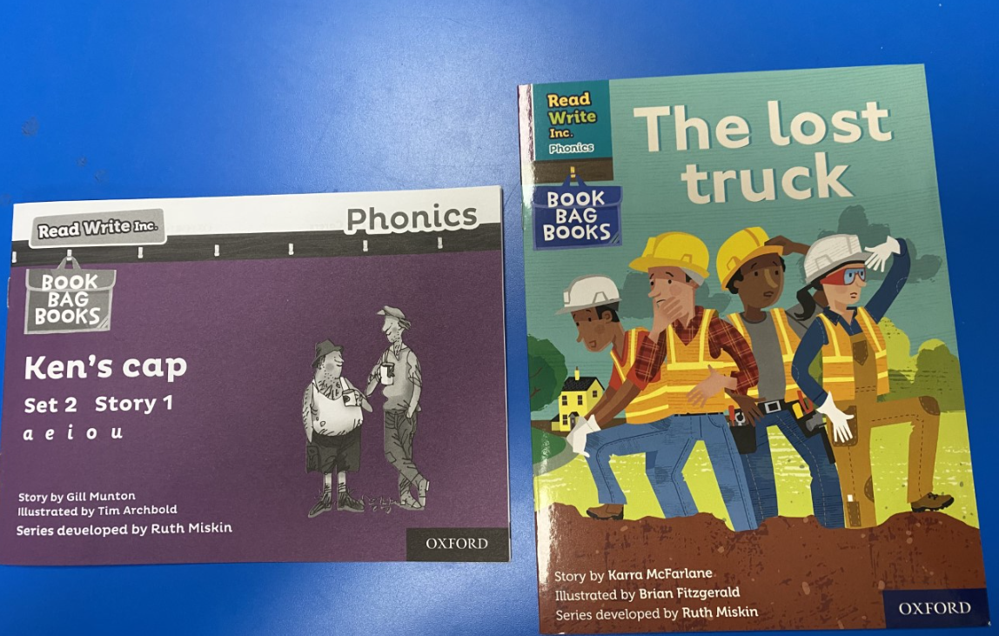 Read Write Inc.
Phonics
BOOK
BAG
BOOKS
Ken's cap
Set 2 Story 1
a e i o u
Story by Gill Munton
Illustrated by Tim Archbold
Series developed by Ruth Miskin
OXFORD
Read
Write
Inc.
Phonics
BOOK
BAG
BOOKS
The lost
truck
Story by Karra McFarlane
Illustrated by Brian Fitzgerald
Series developed by Ruth Miskin
OXFORD